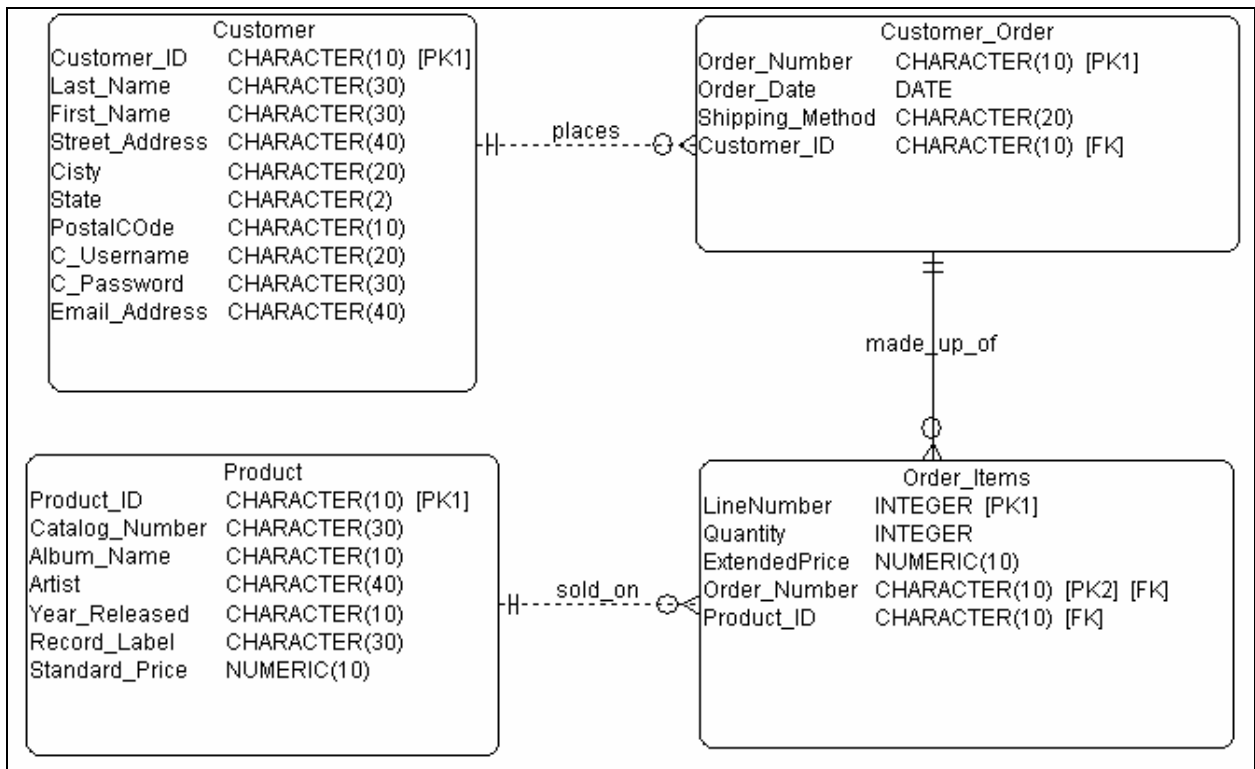 Customer
Customer_ID CHARACTER(10) [PK1]
Last_Name CHARACTER(30)
First_Name CHARACTER(30)
Street_Address CHARACTER(40)
Cisty CHARACTER(20)
State CHARACTER(2)
PostalCOde CHARACTER(10)
C_Username CHARACTER(20)
C_Password CHARACTER(30)
Email_Address CHARACTER(40)
places
Customer_Order
Order_Number CHARACTER(10) [PK1]
Order_Date DATE
Shipping_Method CHARACTER(20)
Customer_ID CHARACTER(10) [FK]
made_up_of
Product
Product_ID CHARACTER(10) [PK1]
Catalog_Number CHARACTER(30)
Album_Name CHARACTER(10)
Artist CHARACTER(40)
Year_Released CHARACTER(10)
Record_Label CHARACTER(30)
Standard_Price NUMERIC(10)
sold_on
Order_Items
LineNumber INTEGER [PK1]
Quantity INTEGER
ExtendedPrice NUMERIC(10)
Order_Number CHARACTER(10) [PK2] [FK]
Product_ID CHARACTER(10) [FK]